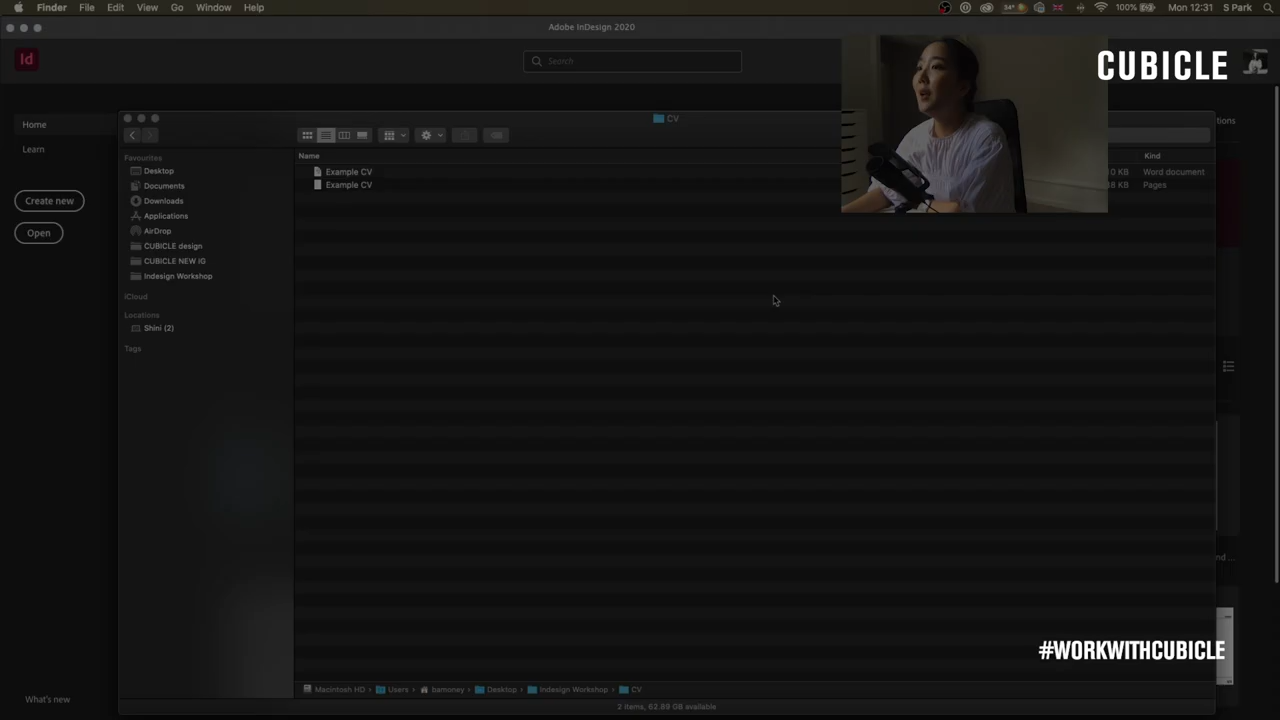 Finder File Edit View Go Window Help 34° 100% Mon 12:31 S Park
Adobe InDesign 2020
Id Search CUBICLE
Home
Learn
Create new
Open
What's new
CV
Favourites
Desktop
Documents
Downloads
Applications
AirDrop
CUBICLE design
CUBICLE NEW IG
Indesign Workshop
iCloud
Locations
Shini (2)
Tags
Name Kind
Example CV Word document
Example CV Pages
#WORKWITHCUBICLE
Macintosh HD › Users › bamoney › Desktop › Indesign Workshop › CV
2 items, 62.89 GB available